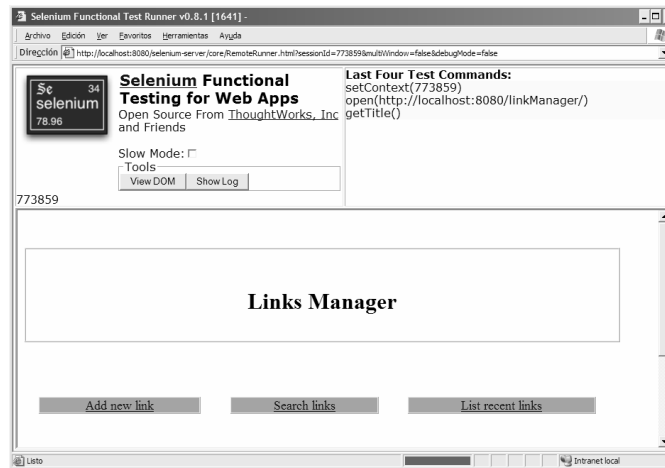 Selenium Functional Test Runner v0.8.1 [1641] -
Archivo Edición Ver Favoritos Herramientas Ayuda
Dirección http://localhost:8080/selenium-server/core/RemoteRunner.html?sessionId=773859&multiWindow=false&debugMode=false
Se 34
selenium
78.96
Selenium Functional
Testing for Web Apps
Open Source From ThoughtWorks, Inc
and Friends
Slow Mode:
Tools
View DOM Show Log
773859
Last Four Test Commands:
setContext(773859)
open(http://localhost:8080/linkManager/)
getTitle()
Links Manager
Add new link Search links List recent links
Listo Intranet local